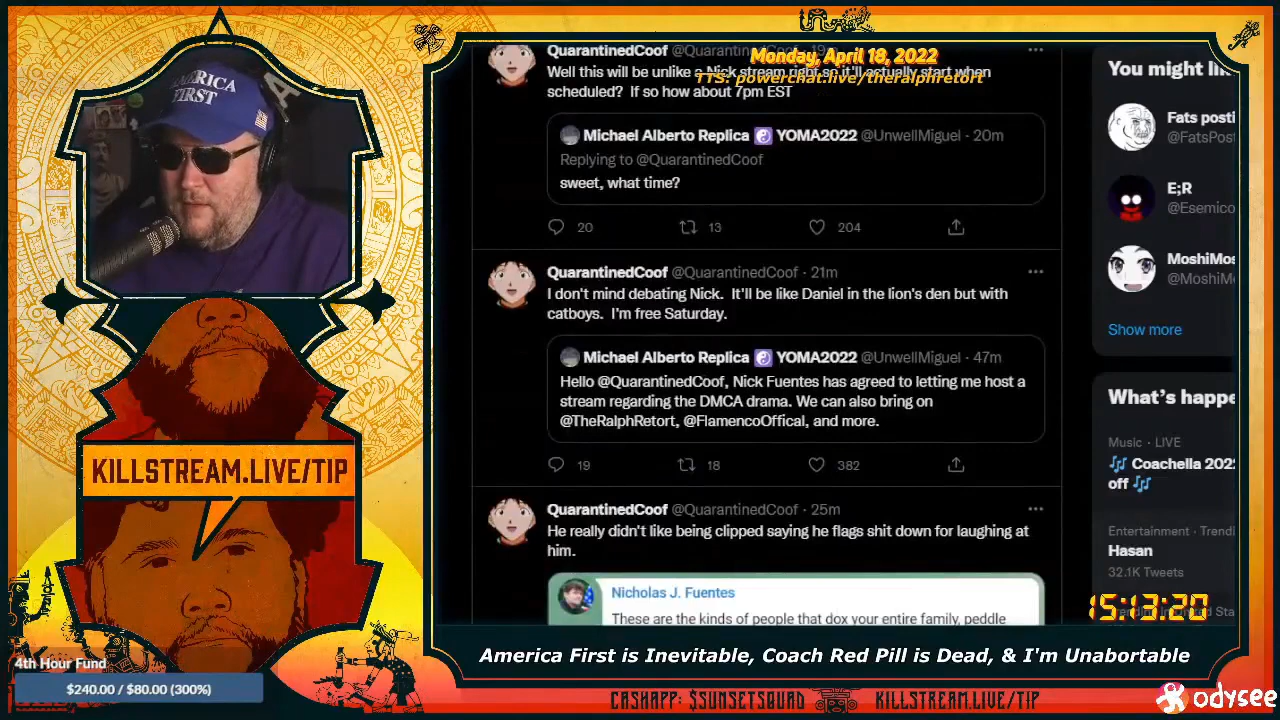 AMERICA
FIRST
KILLSTREAM.LIVE/TIP
4th Hour Fund
$240.00 / $80.00 (300%)
Monday, April 18, 2022
TTS: powerchat.live/theralphretort
QuarantinedCoof @Quarantin
Well this will be unlike a Nick stream right so it'll actually start when
scheduled? If so how about 7pm EST
Michael Alberto Replica ☯ YOMA2022 @UnwellMiguel · 20m
Replying to @QuarantinedCoof
sweet, what time?
20 13 204
QuarantinedCoof @QuarantinedCoof · 21m
I don't mind debating Nick. It'll be like Daniel in the lion's den but with
catboys. I'm free Saturday.
Michael Alberto Replica ☯ YOMA2022 @UnwellMiguel · 47m
Hello @QuarantinedCoof, Nick Fuentes has agreed to letting me host a
stream regarding the DMCA drama. We can also bring on
@TheRalphRetort, @FlamencoOffical, and more.
19 18 382
QuarantinedCoof @QuarantinedCoof · 25m
He really didn't like being clipped saying he flags shit down for laughing at
him.
Nicholas J. Fuentes
These are the kinds of people that dox your entire family, peddle
You might lik
Fats posti
@FatsPost
E;R
@Esemico
MoshiMos
@MoshiM
Show more
What's happe
Music · LIVE
🎶 Coachella 202
off 🎶
Entertainment · Trendi
Hasan
32.1K Tweets
15:13:20
America First is Inevitable, Coach Red Pill is Dead, & I'm Unabortable
CASHAPP: $SUNSETSQUAD KILLSTREAM.LIVE/TIP
odysee